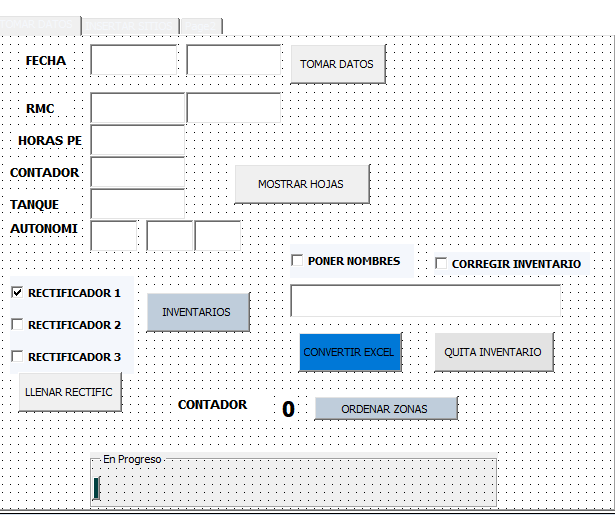 FECHA
TOMAR DATOS
RMC
HORAS PE
CONTADOR
MOSTRAR HOJAS
TANQUE
AUTONOMI
PONER NOMBRES
CORREGIR INVENTARIO
RECTIFICADOR 1
INVENTARIOS
RECTIFICADOR 2
RECTIFICADOR 3
CONVERTIR EXCEL
QUITA INVENTARIO
LLENAR RECTIFIC
CONTADOR 0
ORDENAR ZONAS
En Progreso